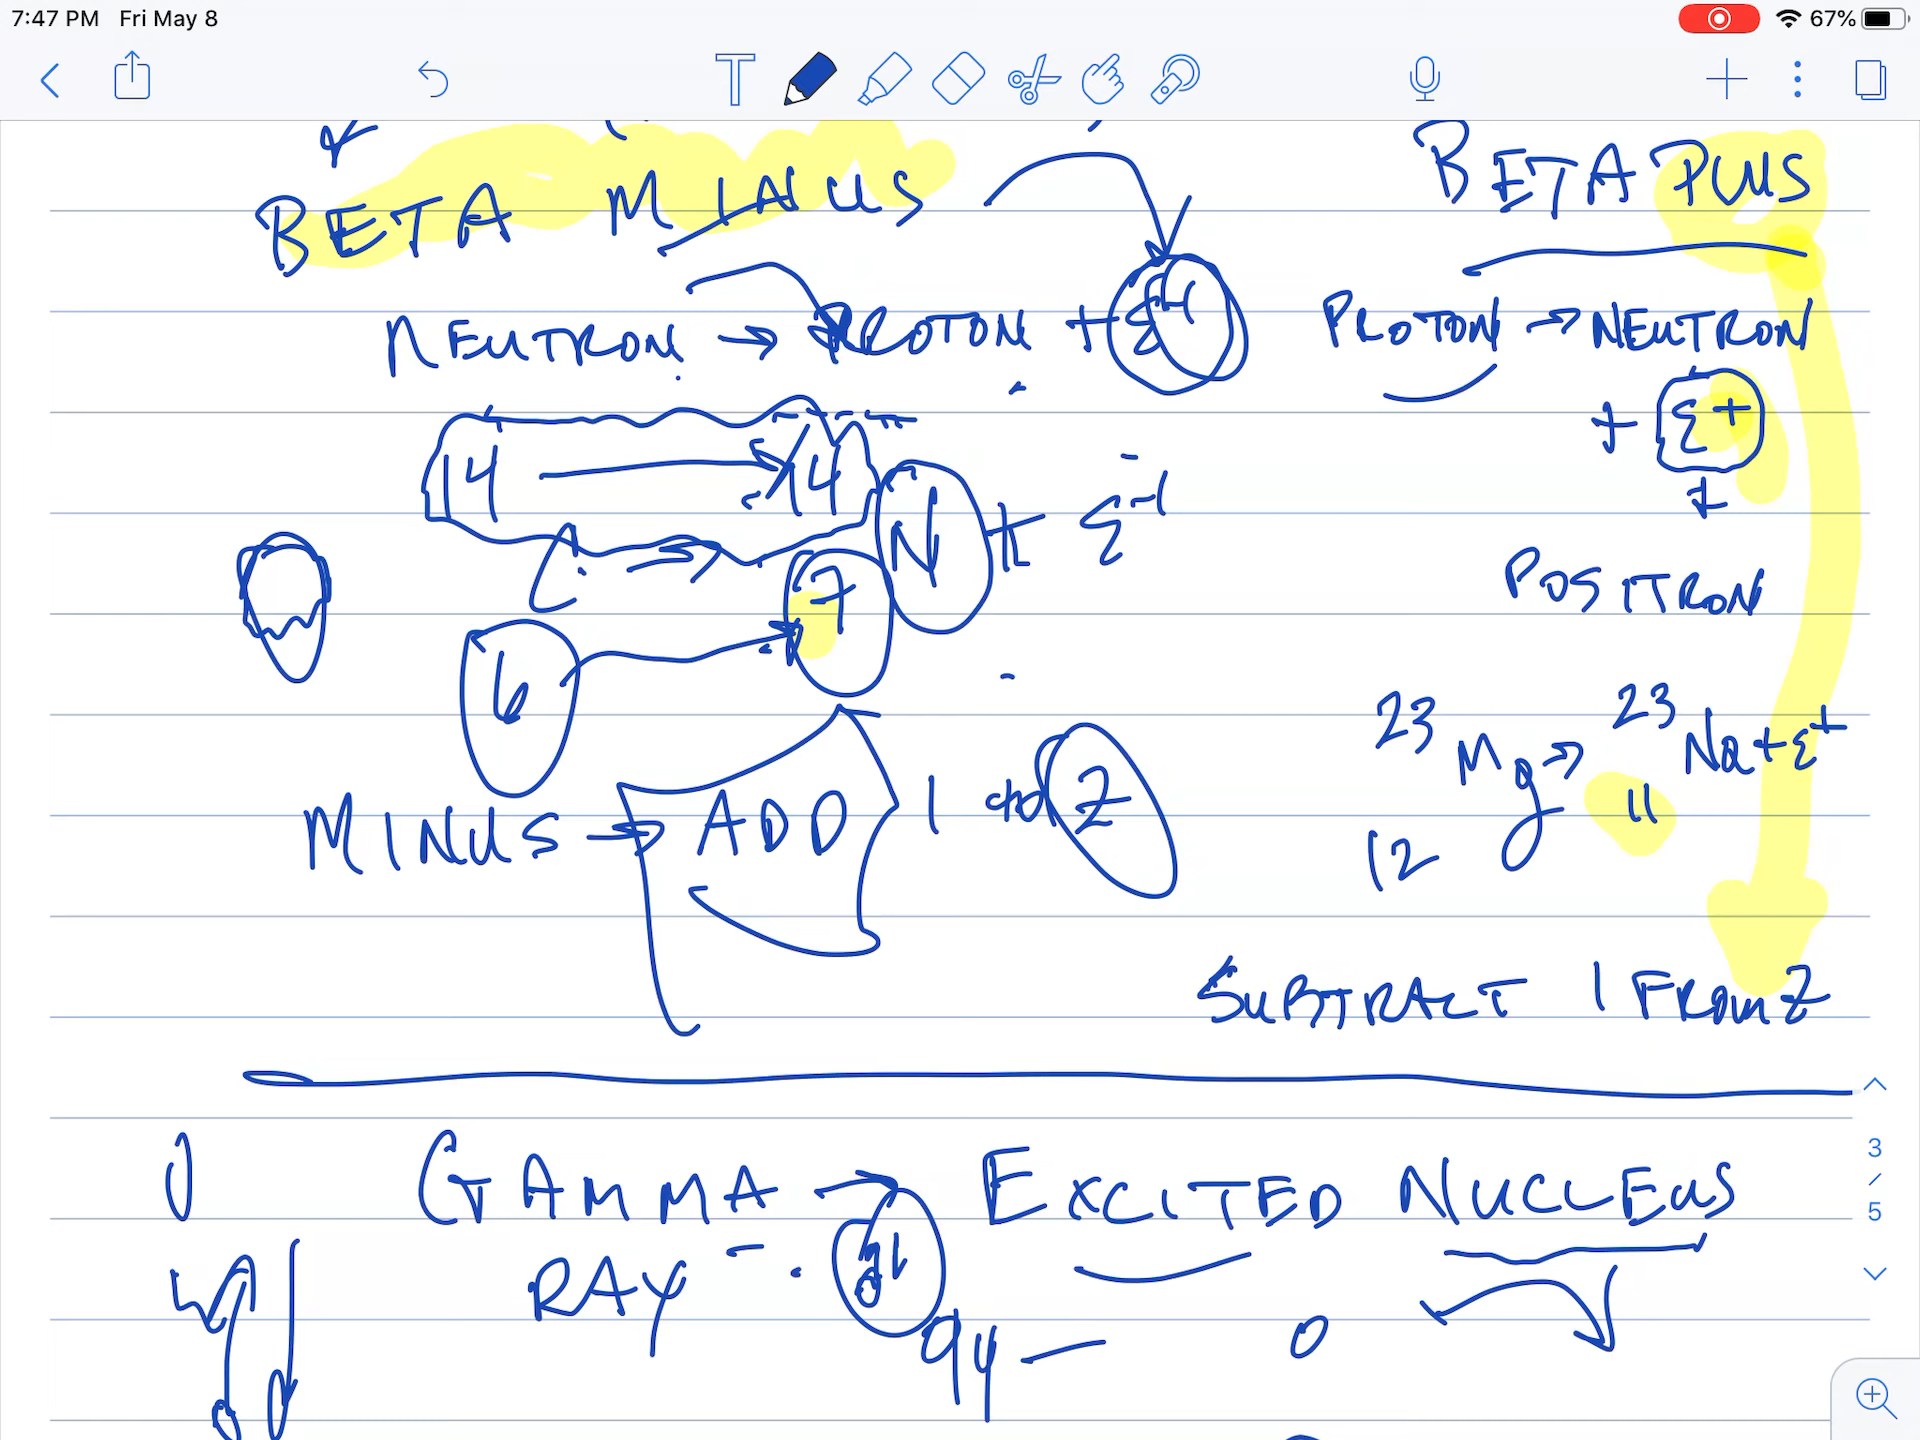 7:47 PM Fri May 8
67%
T
BETA MINUS
NEUTRON → PROTON + ε-1
14 → 14
C → N + ε-1
6 → 7
MINUS → ADD 1 to Z
BETA PLUS
PROTON → NEUTRON
+ ε+
POSITRON
23 Mg → 23 Na + ε+
12 11
SUBTRACT 1 FROM Z
GAMMA → EXCITED NUCLEUS
RAY
3
/
5